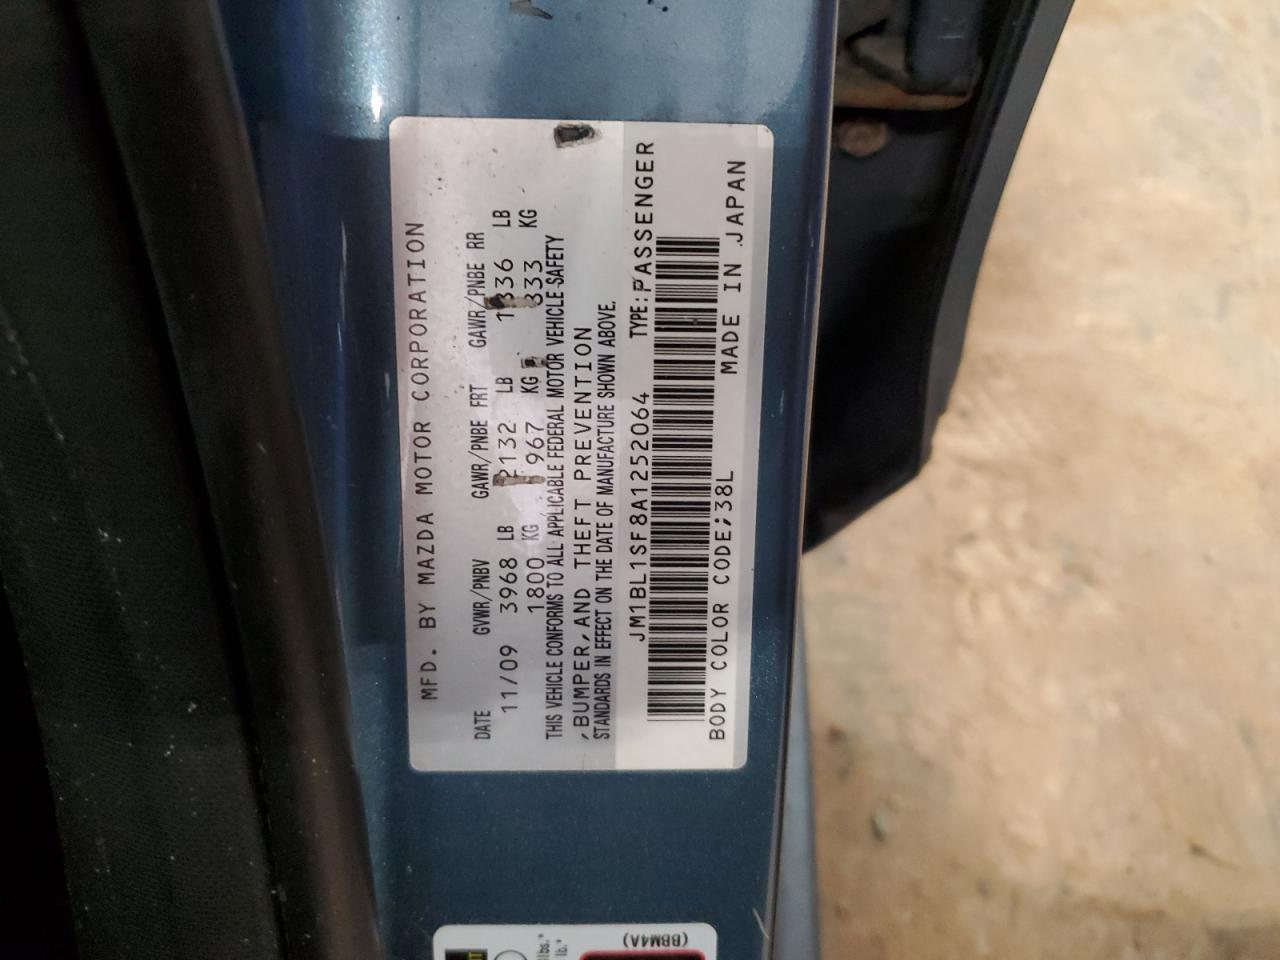 MFD. BY MAZDA MOTOR CORPORATION
DATE GVWR/PNBV GAWR/PNBE FRT GAWR/PNBE RR
11/09 3968 LB 2132 LB 1836 LB
1800 KG 967 KG 833 KG
THIS VEHICLE CONFORMS TO ALL APPLICABLE FEDERAL MOTOR VEHICLE SAFETY
,BUMPER,AND THEFT PREVENTION
STANDARDS IN EFFECT ON THE DATE OF MANUFACTURE SHOWN ABOVE.
JM1BL1SF8A1252064 TYPE:PASSENGER
BODY COLOR CODE;38L MADE IN JAPAN
(BBM4A)
lbs.*
lb.*